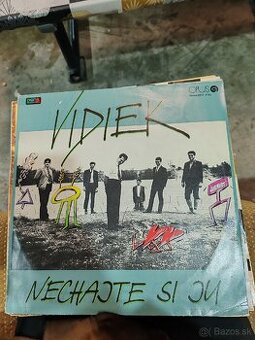 OPUS
VIDIEK
NECHAJTE SI JU
bazos.sk